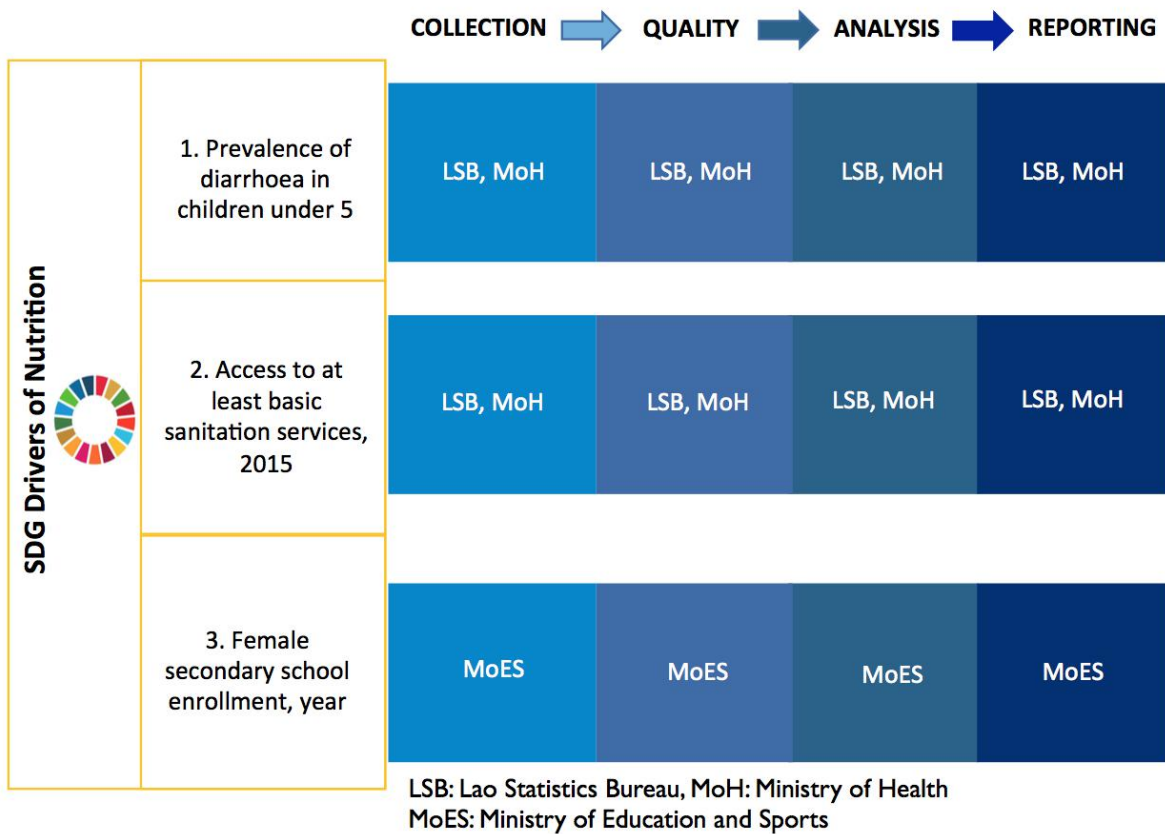 COLLECTION QUALITY ANALYSIS REPORTING
SDG Drivers of Nutrition
1. Prevalence of
diarrhoea in
children under 5
LSB, MoH LSB, MoH LSB, MoH LSB, MoH
2. Access to at
least basic
sanitation services,
2015
LSB, MoH LSB, MoH LSB, MoH LSB, MoH
3. Female
secondary school
enrollment, year
MoES MoES MoES MoES
LSB: Lao Statistics Bureau, MoH: Ministry of Health
MoES: Ministry of Education and Sports